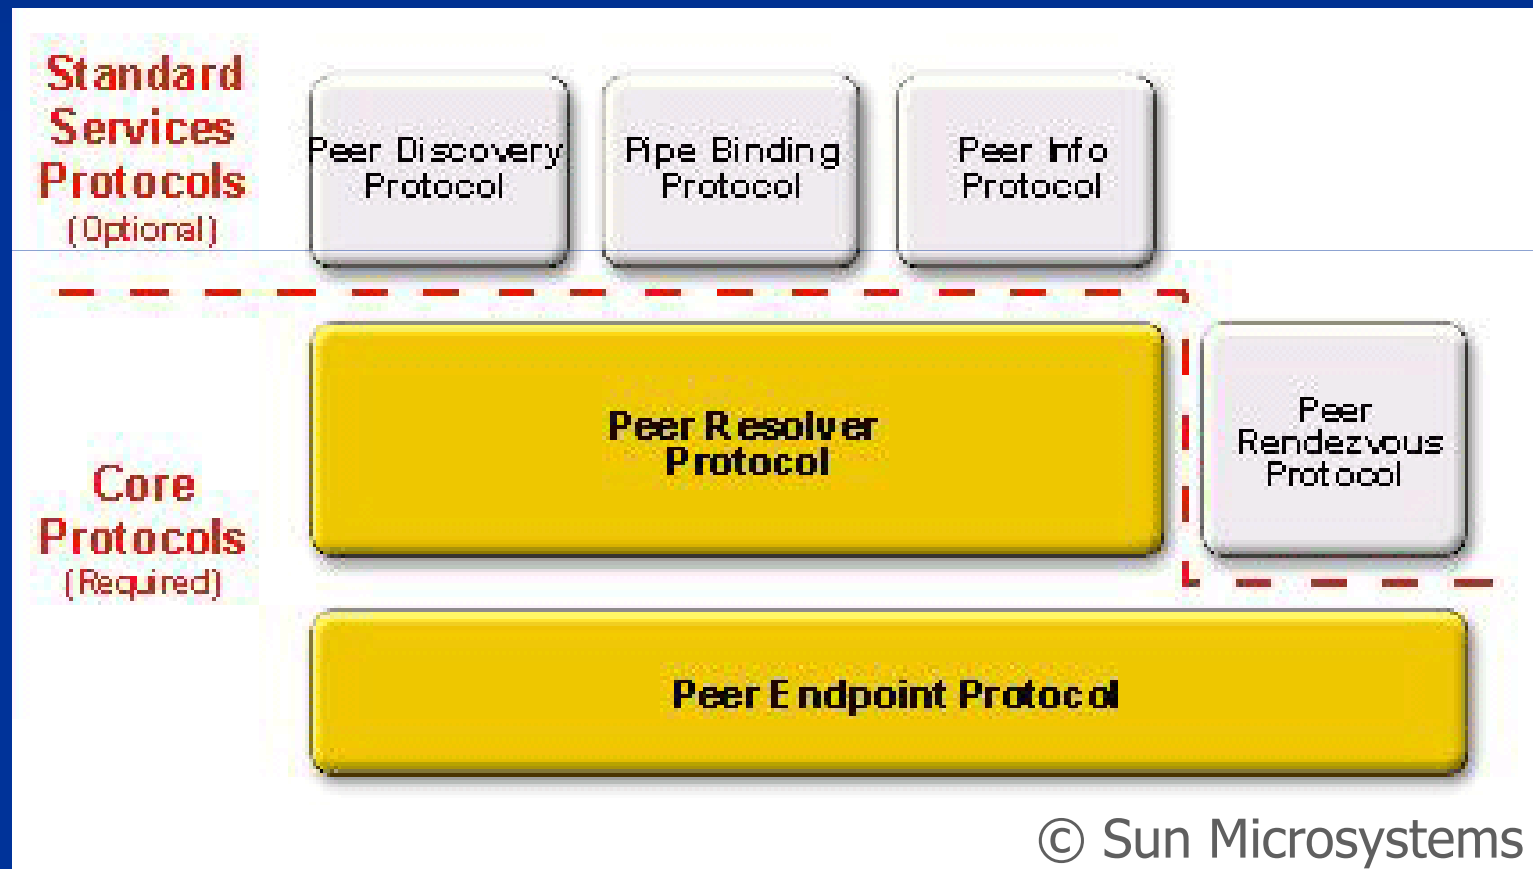 Standard
Services
Protocols
(Optional)
Peer Discovery
Protocol
Pipe Binding
Protocol
Peer Info
Protocol
Core
Protocols
(Required)
Peer Resolver
Protocol
Peer
Rendezvous
Protocol
Peer Endpoint Protocol
© Sun Microsystems